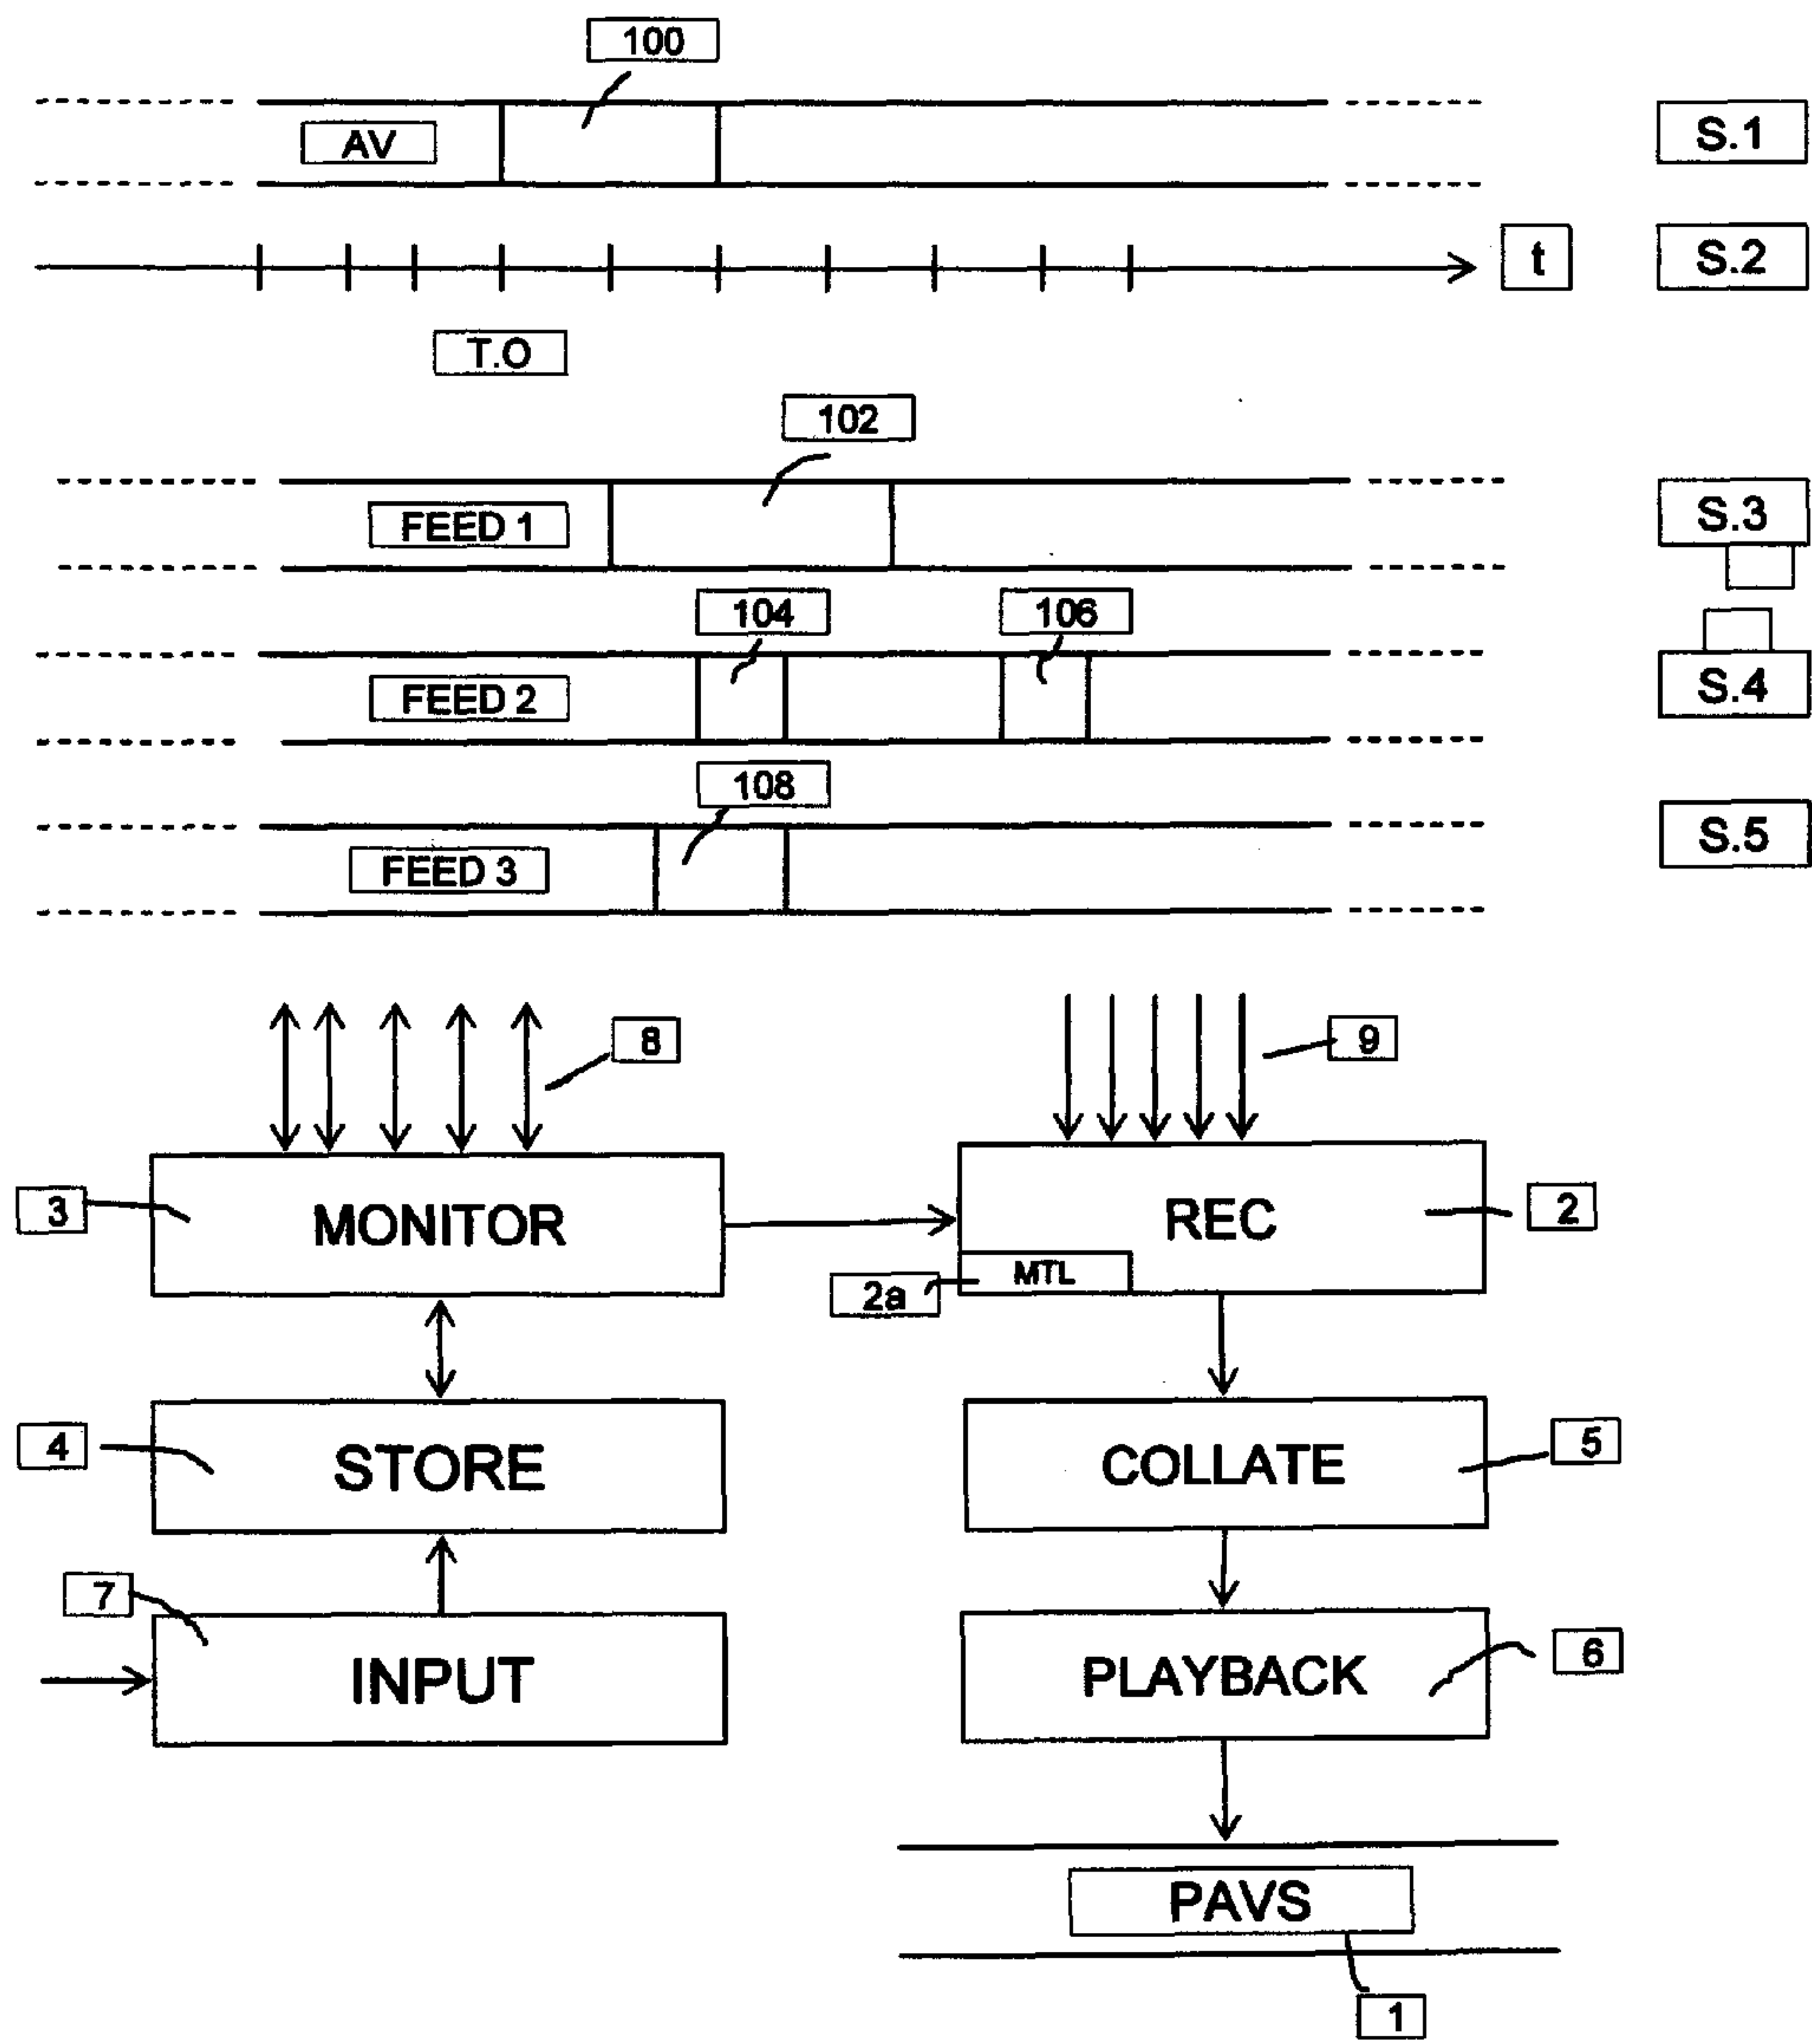 100
AV
S.1
t
S.2
T.O
102
FEED 1
S.3
104
106
FEED 2
S.4
108
FEED 3
S.5
8
9
3
MONITOR
REC
2
MTL
2a
4
STORE
COLLATE
5
7
INPUT
PLAYBACK
6
PAVS
1